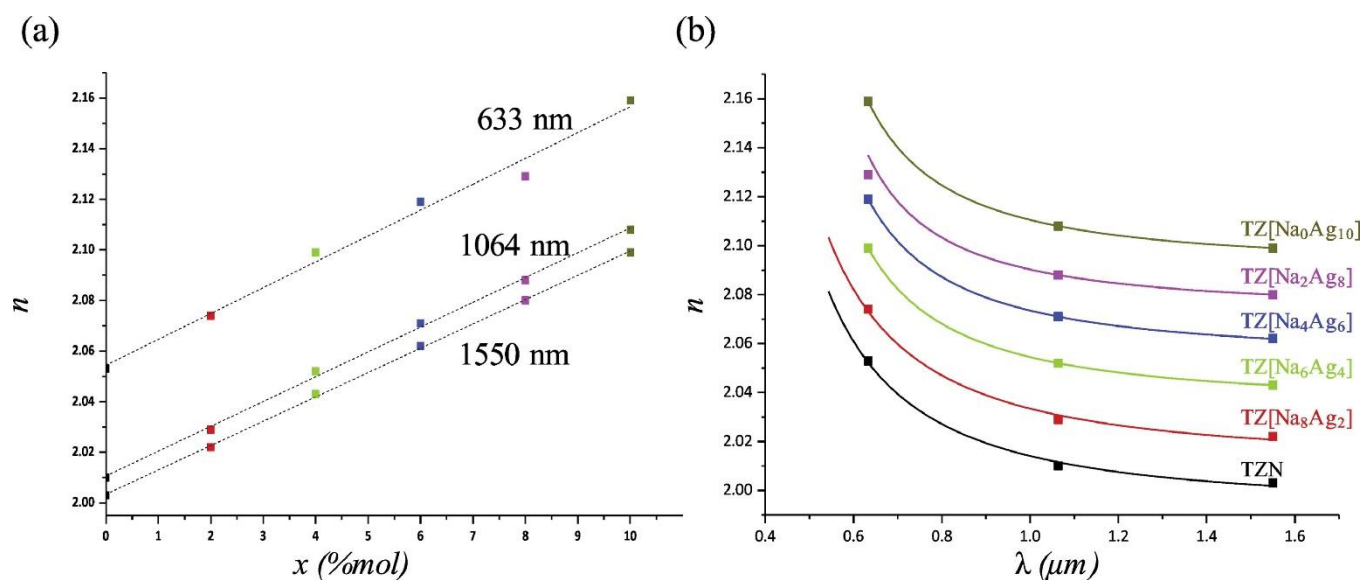 (a)
(b)
2.16
2.14
2.12
2.10
2.08
2.06
2.04
2.02
2.00
n
633 nm
1064 nm
1550 nm
0 1 2 3 4 5 6 7 8 9 10
x (%mol)
2.16
2.14
2.12
2.10
2.08
2.06
2.04
2.02
2.00
n
TZ[Na₀Ag₁₀]
TZ[Na₂Ag₈]
TZ[Na₄Ag₆]
TZ[Na₆Ag₄]
TZ[Na₈Ag₂]
TZN
0.4 0.6 0.8 1.0 1.2 1.4 1.6
λ (μm)